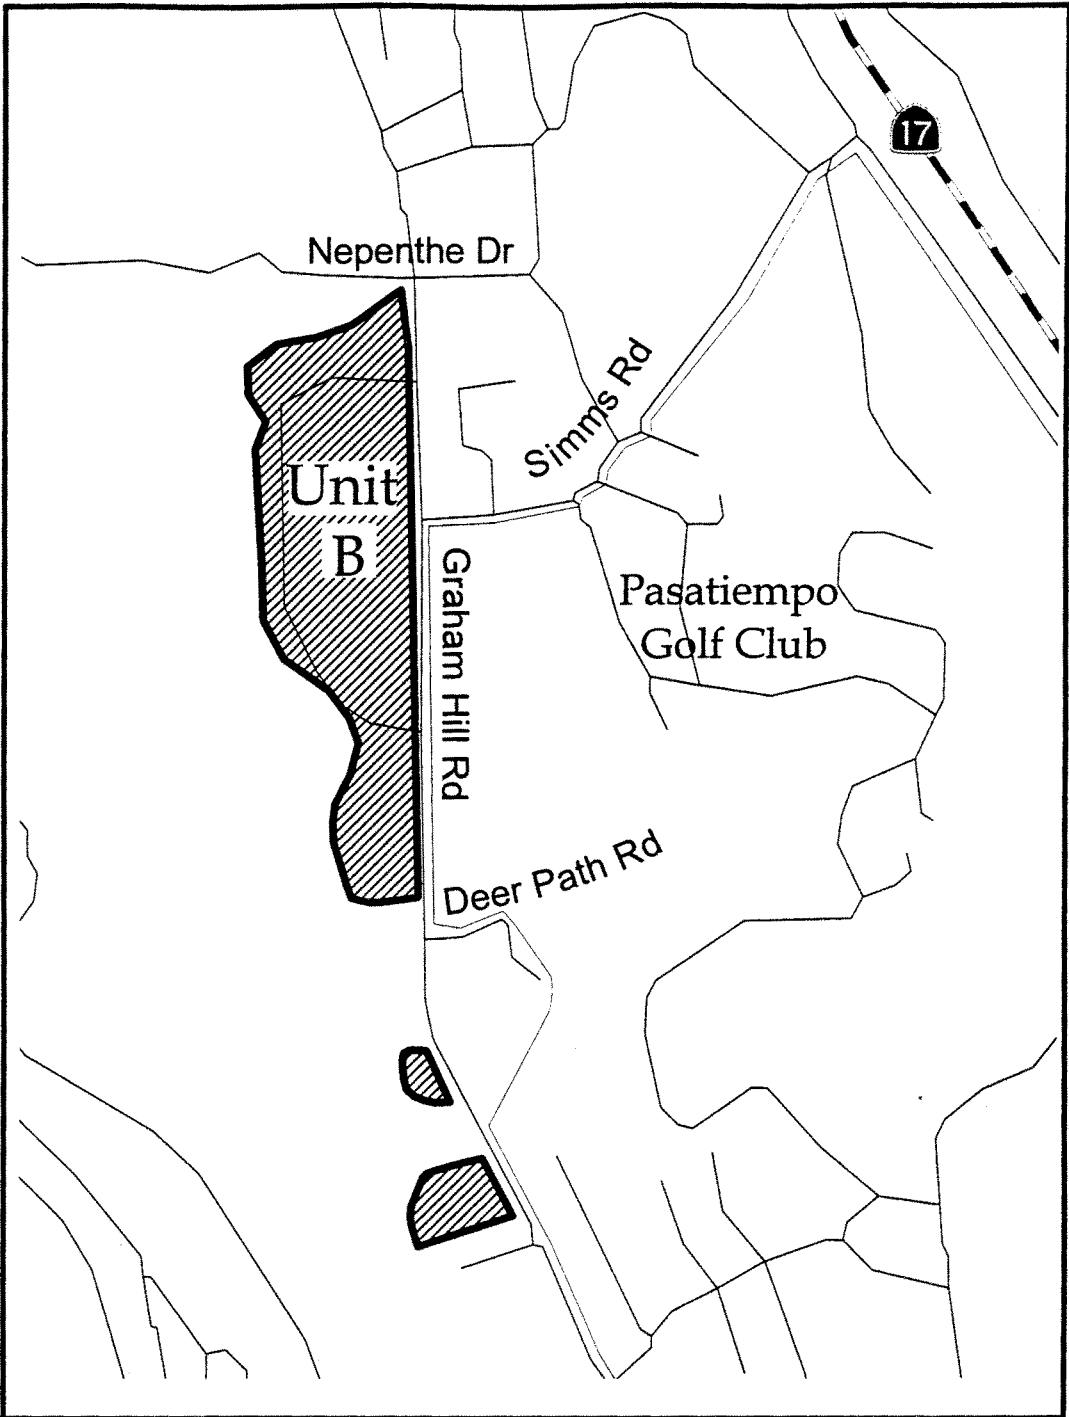 17
Nepenthe Dr
Simms Rd
Unit
B
Graham Hill Rd
Pasatiempo
Golf Club
Deer Path Rd